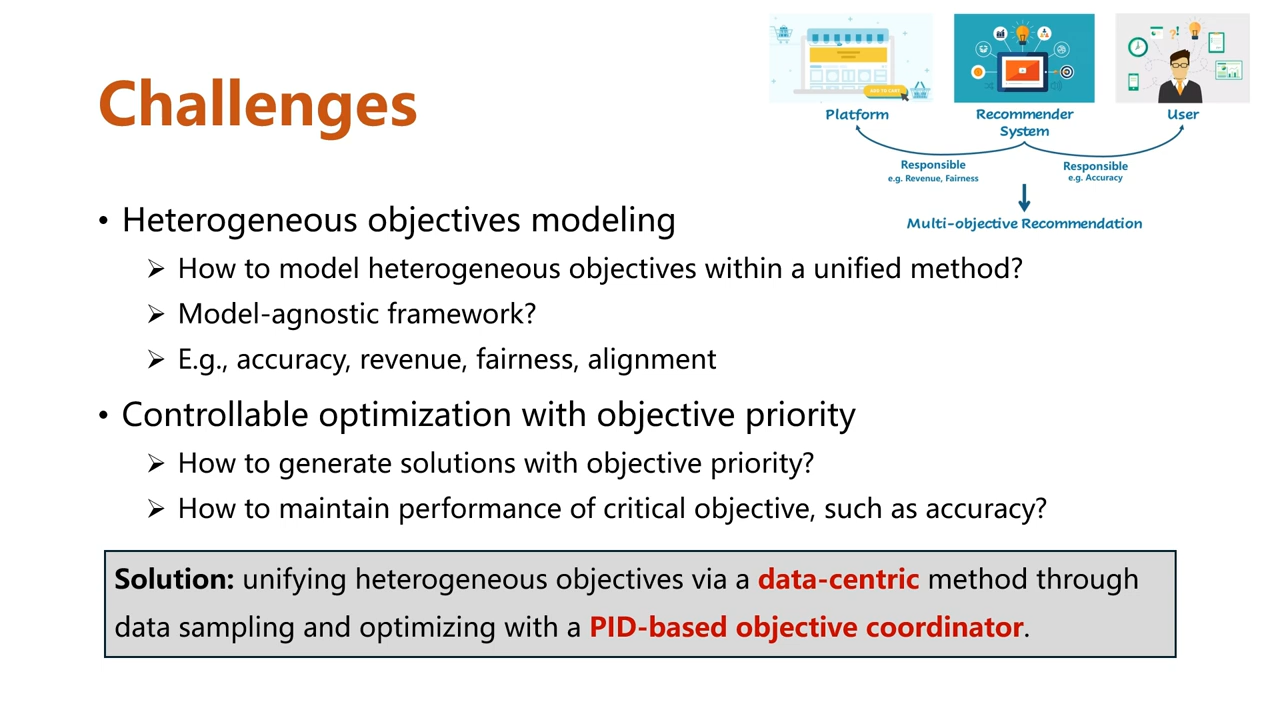 Challenges
ADD TO CART
Platform
Recommender
System
User
Responsible
e.g. Revenue, Fairness
Responsible
e.g. Accuracy
Multi-objective Recommendation
• Heterogeneous objectives modeling
➢ How to model heterogeneous objectives within a unified method?
➢ Model-agnostic framework?
➢ E.g., accuracy, revenue, fairness, alignment
• Controllable optimization with objective priority
➢ How to generate solutions with objective priority?
➢ How to maintain performance of critical objective, such as accuracy?
Solution: unifying heterogeneous objectives via a data-centric method through
data sampling and optimizing with a PID-based objective coordinator.